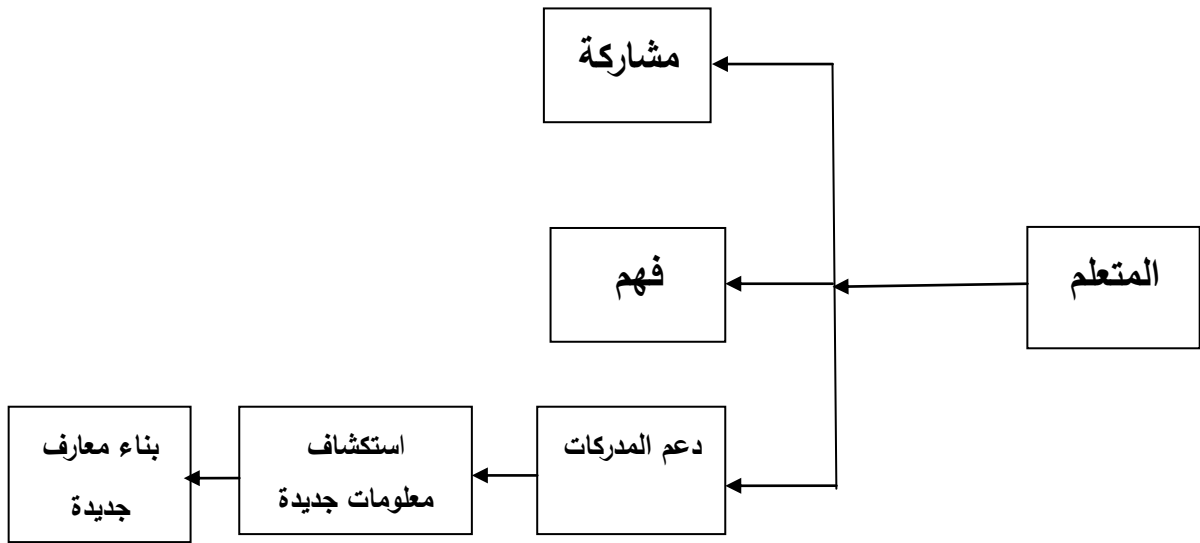 مشاركة
المتعلم
فهم
دعم المدركات
استكشاف
معلومات جديدة
بناء معارف
جديدة